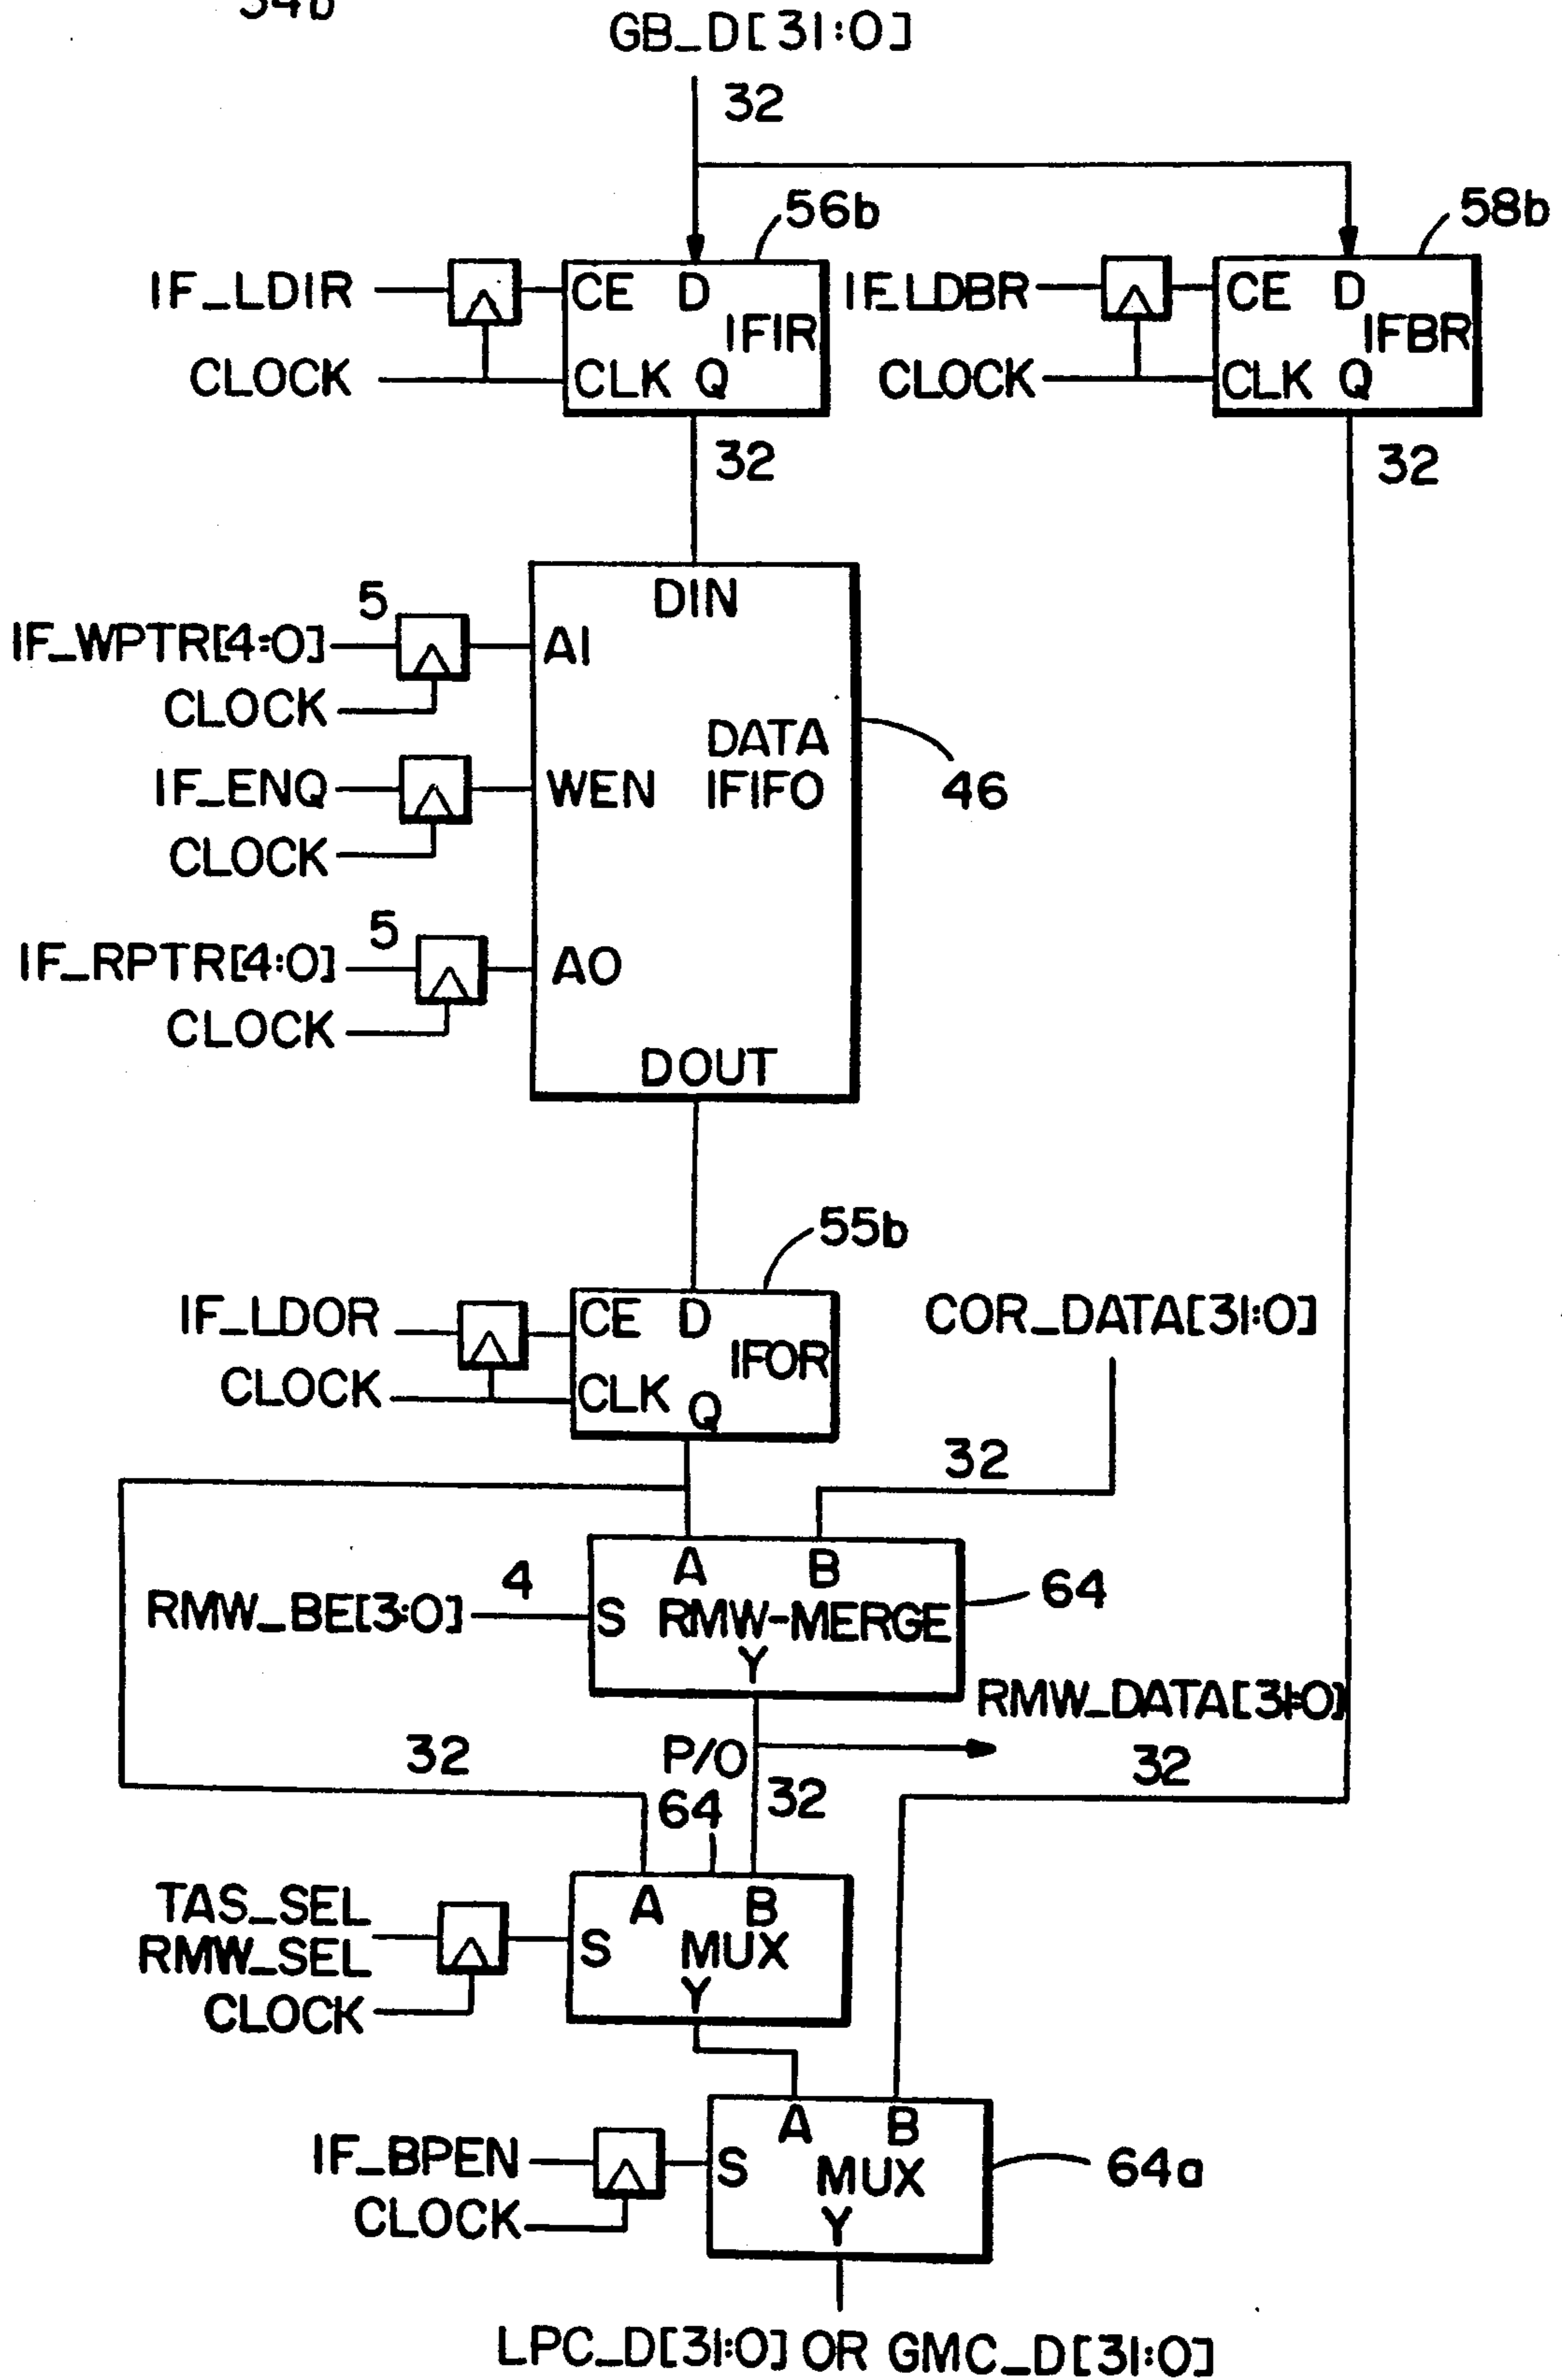 54b
GB_D[31:0]
32
56b
58b
IF_LDIR
CE D
IFIR
CLOCK
CLK Q
IF_LDBR
CE D
IFBR
CLOCK
CLK Q
32
32
DIN
5
IF_WPTR[4:0]
AI
CLOCK
DATA
IFIFO
46
IF_ENQ
WEN
CLOCK
5
IF_RPTR[4:0]
AO
CLOCK
DOUT
55b
IF_LDOR
CE D
IFOR
CLOCK
CLK Q
COR_DATA[31:0]
32
A B
4
RMW_BE[3:0]
S RMW-MERGE
64
Y
RMW_DATA[31:0]
32
P/O
64
32
32
TAS_SEL
RMW_SEL
A B
S MUX
Y
CLOCK
A B
IF_BPEN
S MUX
64a
CLOCK
Y
LPC_D[31:0] OR GMC_D[31:0]